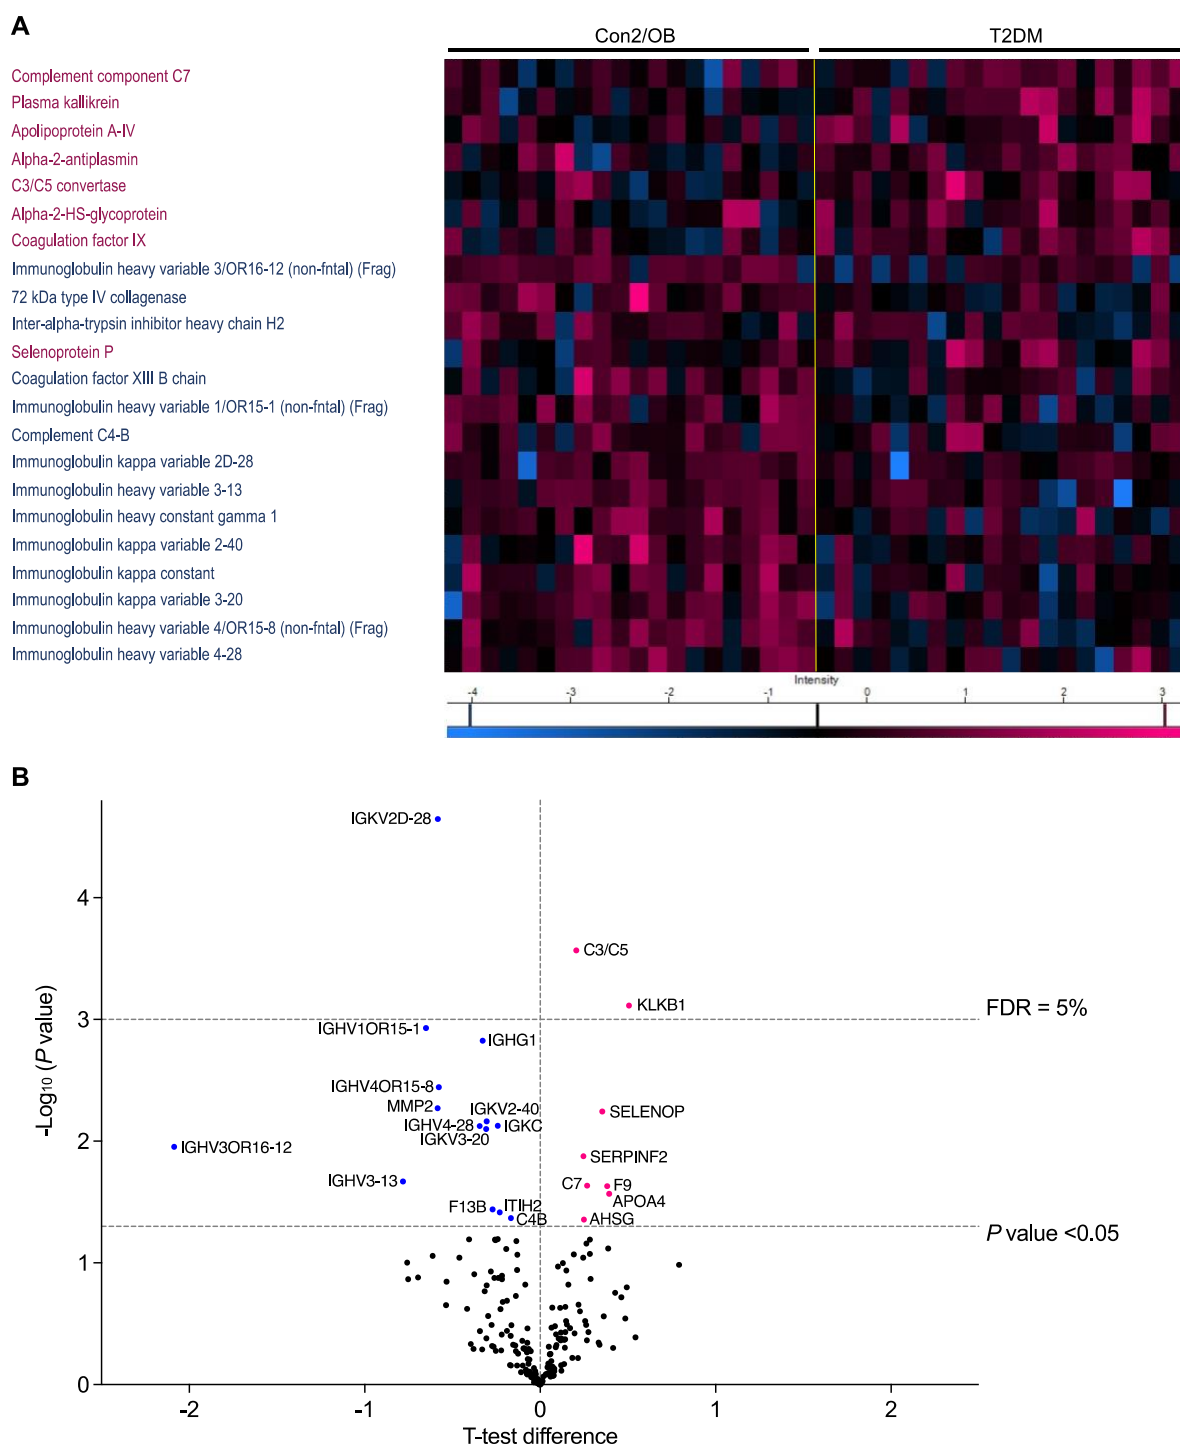 A
Con2/OB
T2DM
Complement component C7
Plasma kallikrein
Apolipoprotein A-IV
Alpha-2-antiplasmin
C3/C5 convertase
Alpha-2-HS-glycoprotein
Coagulation factor IX
Immunoglobulin heavy variable 3/OR16-12 (non-fntal) (Frag)
72 kDa type IV collagenase
Inter-alpha-trypsin inhibitor heavy chain H2
Selenoprotein P
Coagulation factor XIII B chain
Immunoglobulin heavy variable 1/OR15-1 (non-fntal) (Frag)
Complement C4-B
Immunoglobulin kappa variable 2D-28
Immunoglobulin heavy variable 3-13
Immunoglobulin heavy constant gamma 1
Immunoglobulin kappa variable 2-40
Immunoglobulin kappa constant
Immunoglobulin kappa variable 3-20
Immunoglobulin heavy variable 4/OR15-8 (non-fntal) (Frag)
Immunoglobulin heavy variable 4-28
Intensity
-4 -3 -2 -1 0 1 2 3
B
IGKV2D-28
4
C3/C5
KLKB1
FDR = 5%
3
IGHV1OR15-1
IGHG1
IGHV4OR15-8
MMP2
IGKV2-40
SELENOP
IGHV4-28
IGKC
IGKV3-20
2
IGHV3OR16-12
SERPINF2
IGHV3-13
C7
F9
APOA4
F13B
ITIH2
C4B
AHSG
P value <0.05
1
0
-Log10 (P value)
-2 -1 0 1 2
T-test difference